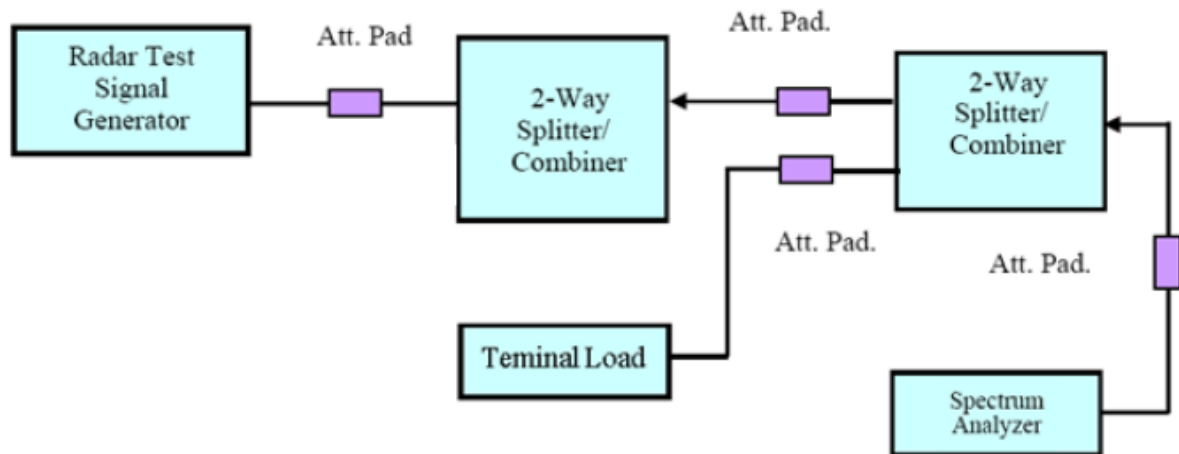 Radar Test
Signal
Generator
Att. Pad
2-Way
Splitter/
Combiner
Att. Pad.
2-Way
Splitter/
Combiner
Att. Pad.
Att. Pad.
Teminal Load
Spectrum
Analyzer